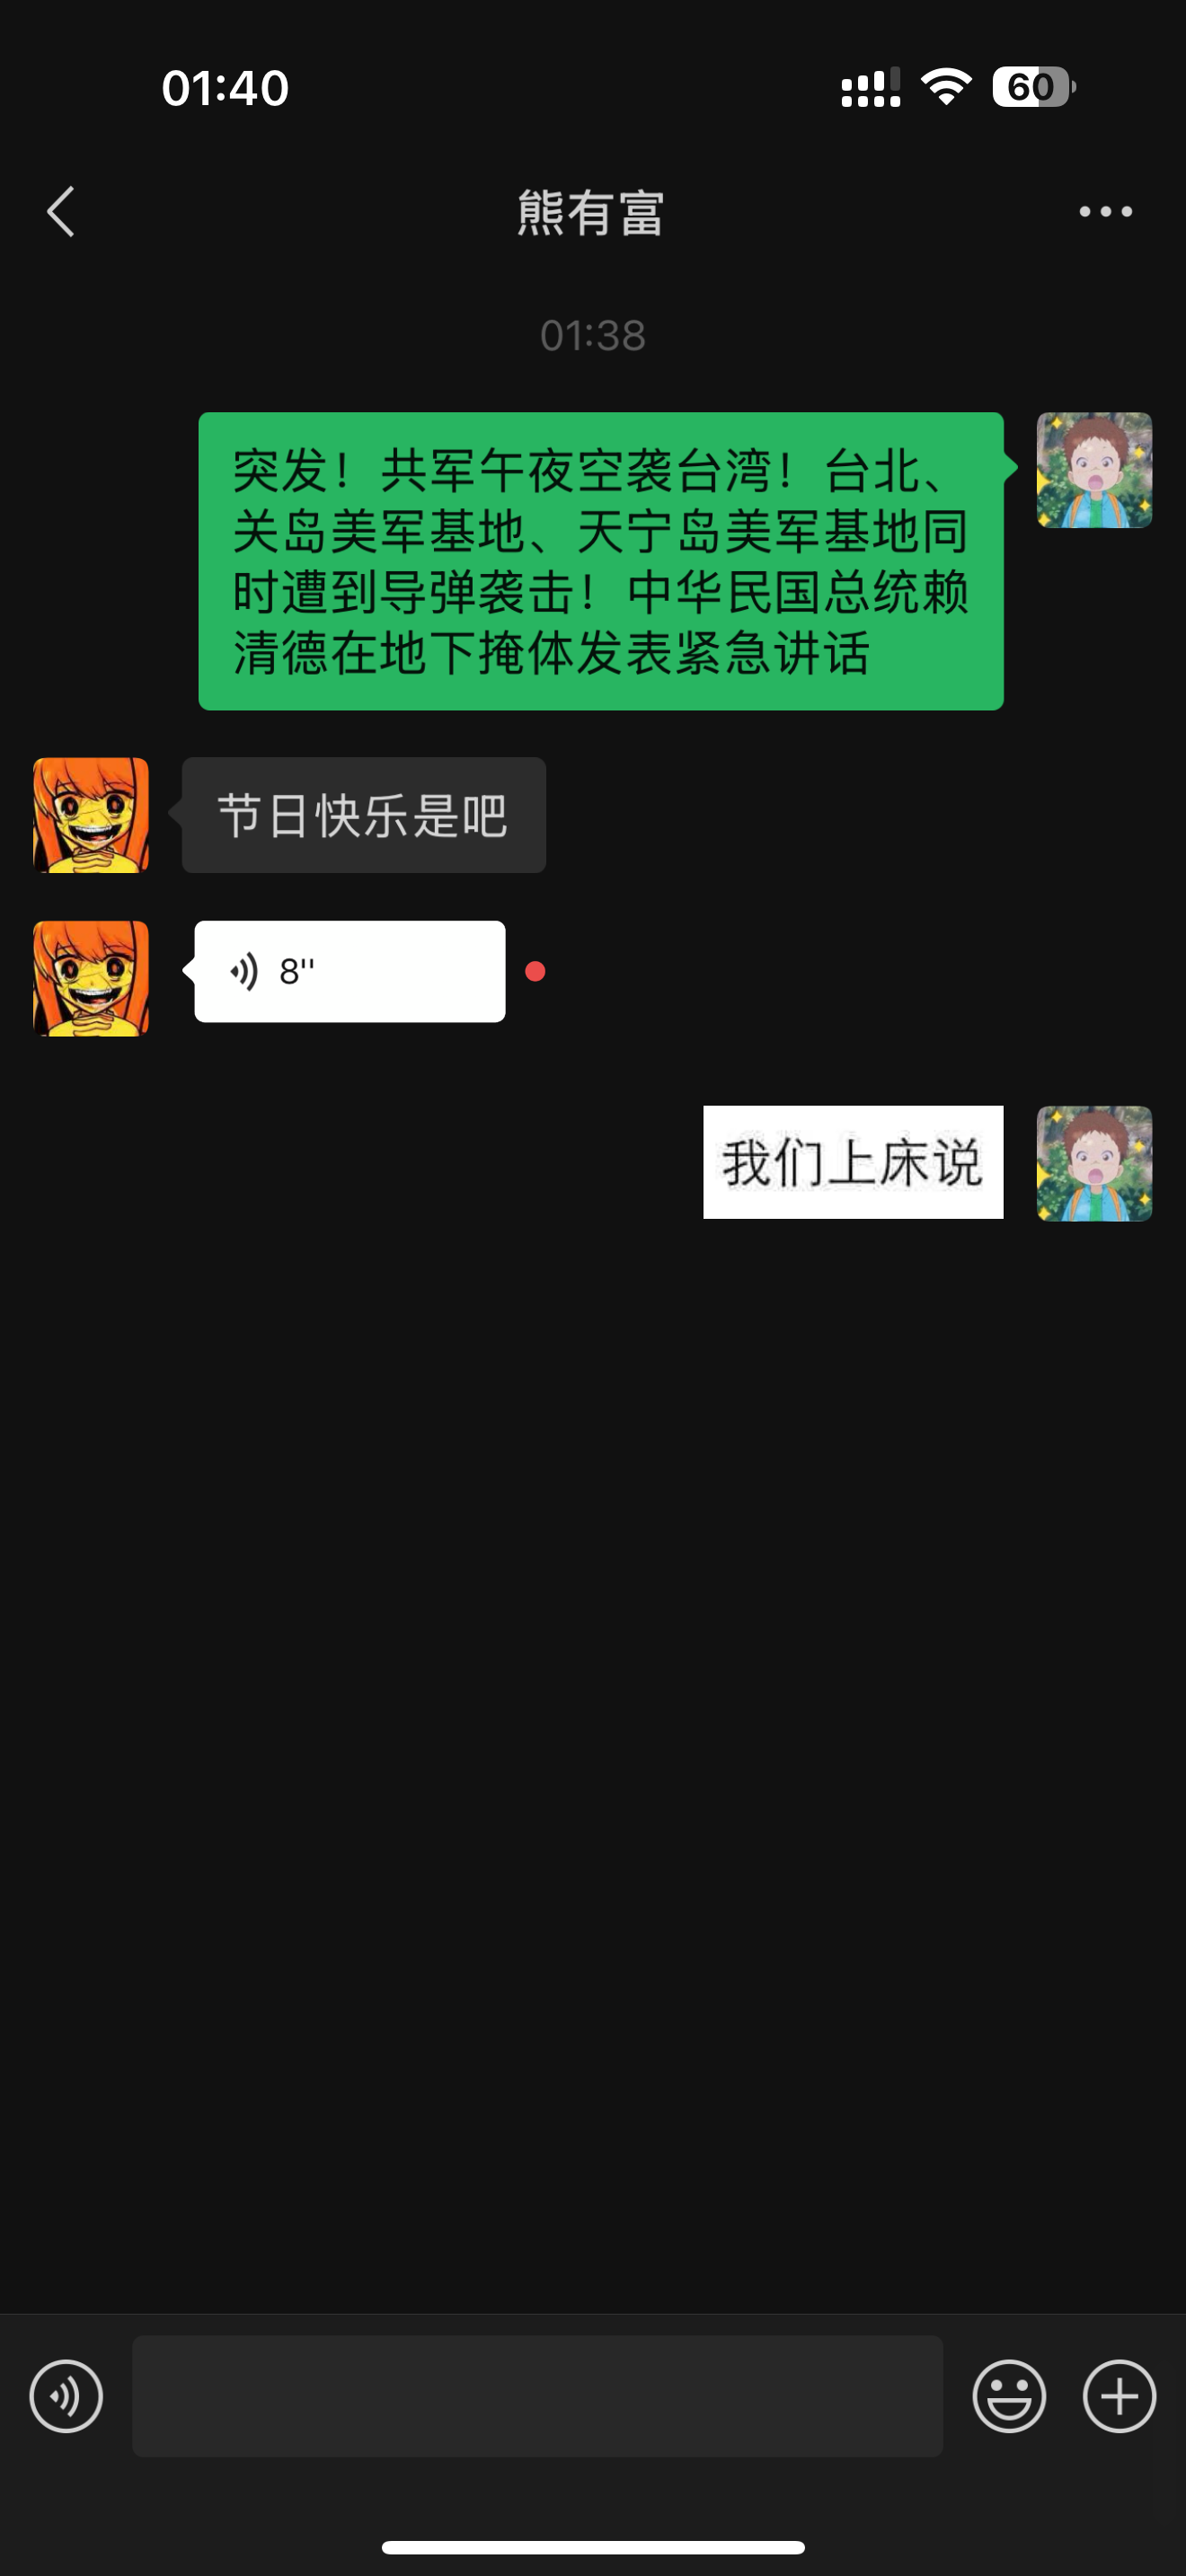 01:40
60
熊有富
01:38
突发！共军午夜空袭台湾！台北、
关岛美军基地、天宁岛美军基地同
时遭到导弹袭击！中华民国总统赖
清德在地下掩体发表紧急讲话
节日快乐是吧
8''
我们上床说